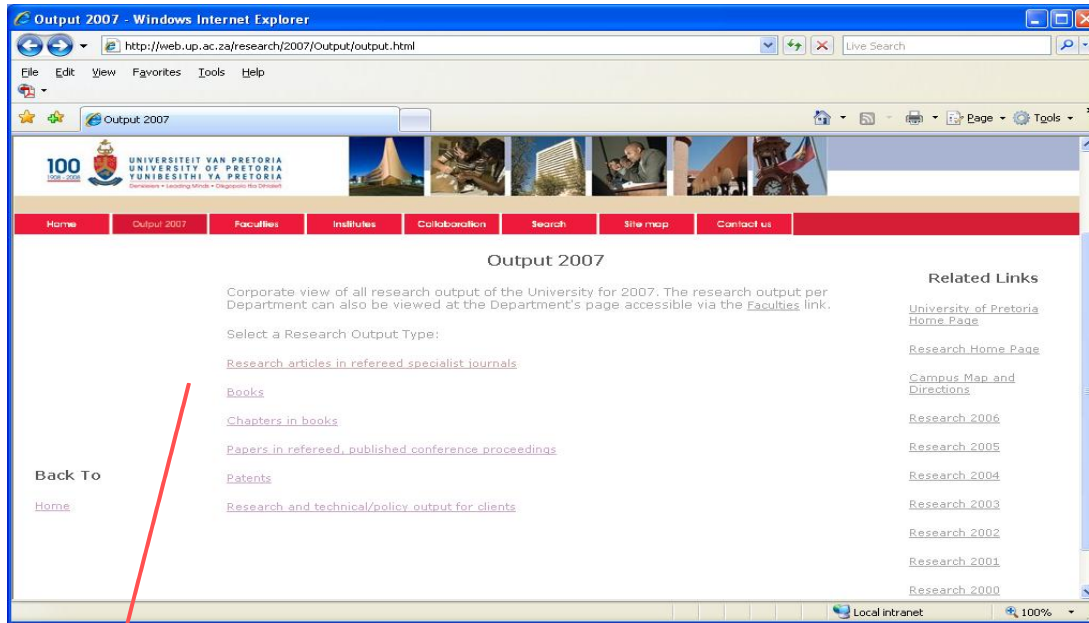 Output 2007 - Windows Internet Explorer
http://web.up.ac.za/research/2007/Output/output.html
Live Search
File Edit View Favorites Tools Help
Output 2007
Page Tools
100
1908 - 2008
UNIVERSITEIT VAN PRETORIA
UNIVERSITY OF PRETORIA
YUNIBESITHI YA PRETORIA
Home Output 2007 Faculties Institutes Collaboration Search Site map Contact us
Output 2007
Corporate view of all research output of the University for 2007. The research output per
Department can also be viewed at the Department's page accessible via the Faculties link.
Select a Research Output Type:
Research articles in refereed specialist journals
Books
Chapters in books
Papers in refereed, published conference proceedings
Patents
Research and technical/policy output for clients
Back To
Home
Related Links
University of Pretoria
Home Page
Research Home Page
Campus Map and
Directions
Research 2006
Research 2005
Research 2004
Research 2003
Research 2002
Research 2001
Research 2000
Local intranet
100%